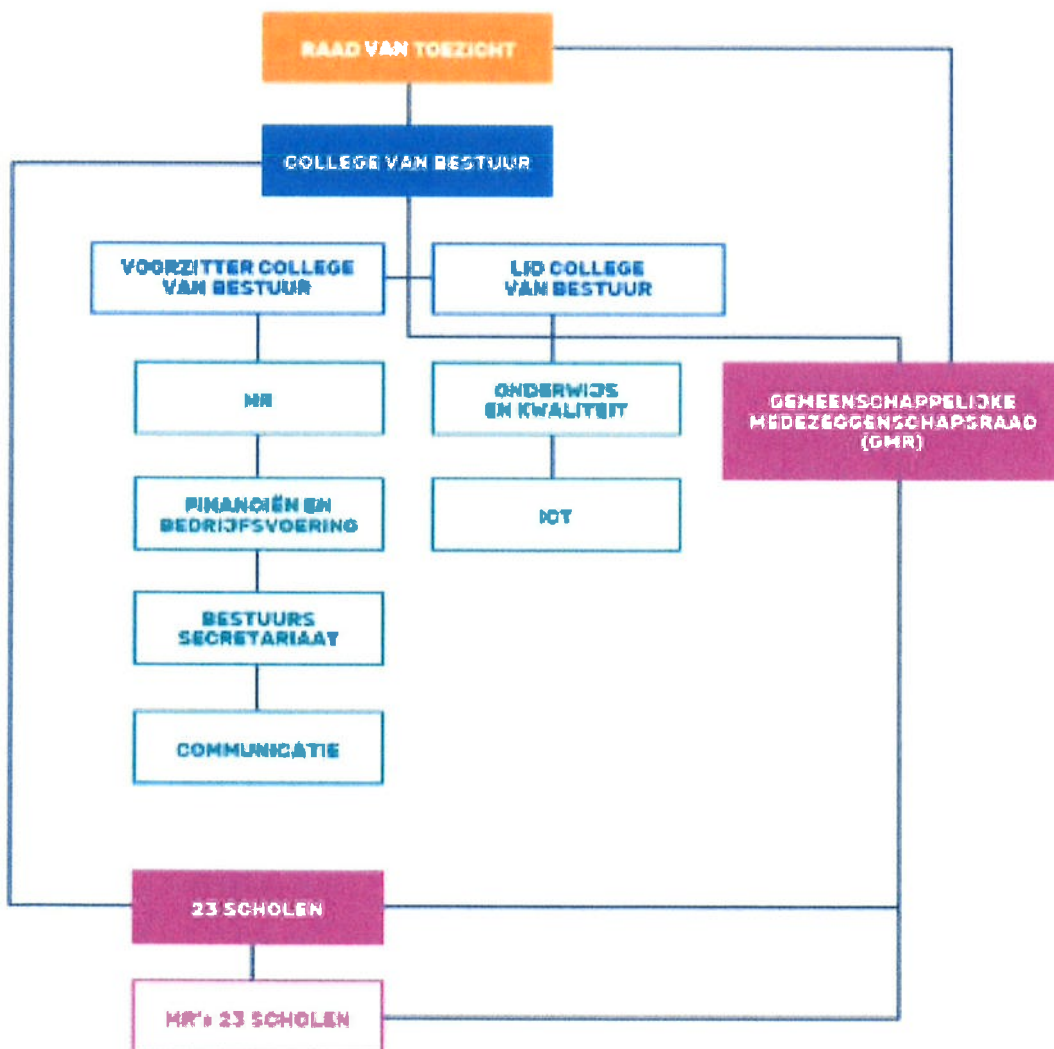 RAAD VAN TOEZICHT
COLLEGE VAN BESTUUR
VOORZITTER COLLEGE
VAN BESTUUR
LID COLLEGE
VAN BESTUUR
HR
ONDERWIJS
EN KWALITEIT
GEMEENSCHAPPELIJKE
MEDEZEGGENSCHAPSRAAD
(GMR)
FINANCIËN EN
BEDRIJFSVOERING
ICT
BESTUURS
SECRETARIAAT
COMMUNICATIE
23 SCHOLEN
MR's 23 SCHOLEN